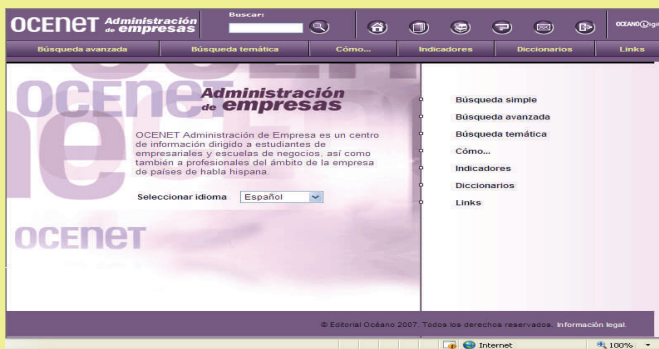 OCENET Administración de empresas
Buscar:
OCEANO Digital
Búsqueda avanzada Búsqueda temática Cómo... Indicadores Diccionarios Links
OCENET
Administración
de empresas
OCENET Administración de Empresa es un centro
de información dirigido a estudiantes de
empresariales y escuelas de negocios, así como
también a profesionales del ámbito de la empresa
de países de habla hispana.
Seleccionar idioma Español
OCENET
Búsqueda simple
Búsqueda avanzada
Búsqueda temática
Cómo...
Indicadores
Diccionarios
Links
© Editorial Océano 2007. Todos los derechos reservados. Información legal.
Internet 100%